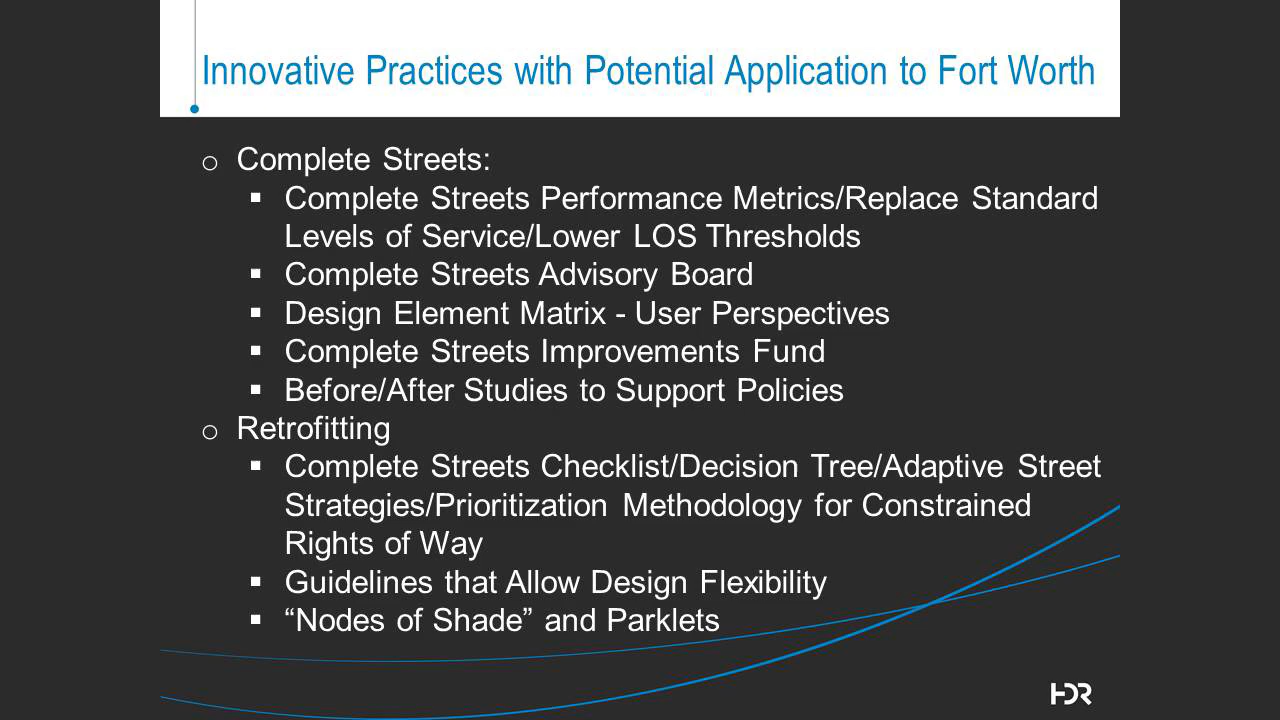 Innovative Practices with Potential Application to Fort Worth
o Complete Streets:
▪ Complete Streets Performance Metrics/Replace Standard
Levels of Service/Lower LOS Thresholds
▪ Complete Streets Advisory Board
▪ Design Element Matrix - User Perspectives
▪ Complete Streets Improvements Fund
▪ Before/After Studies to Support Policies
o Retrofitting
▪ Complete Streets Checklist/Decision Tree/Adaptive Street
Strategies/Prioritization Methodology for Constrained
Rights of Way
▪ Guidelines that Allow Design Flexibility
▪ “Nodes of Shade” and Parklets
HDR